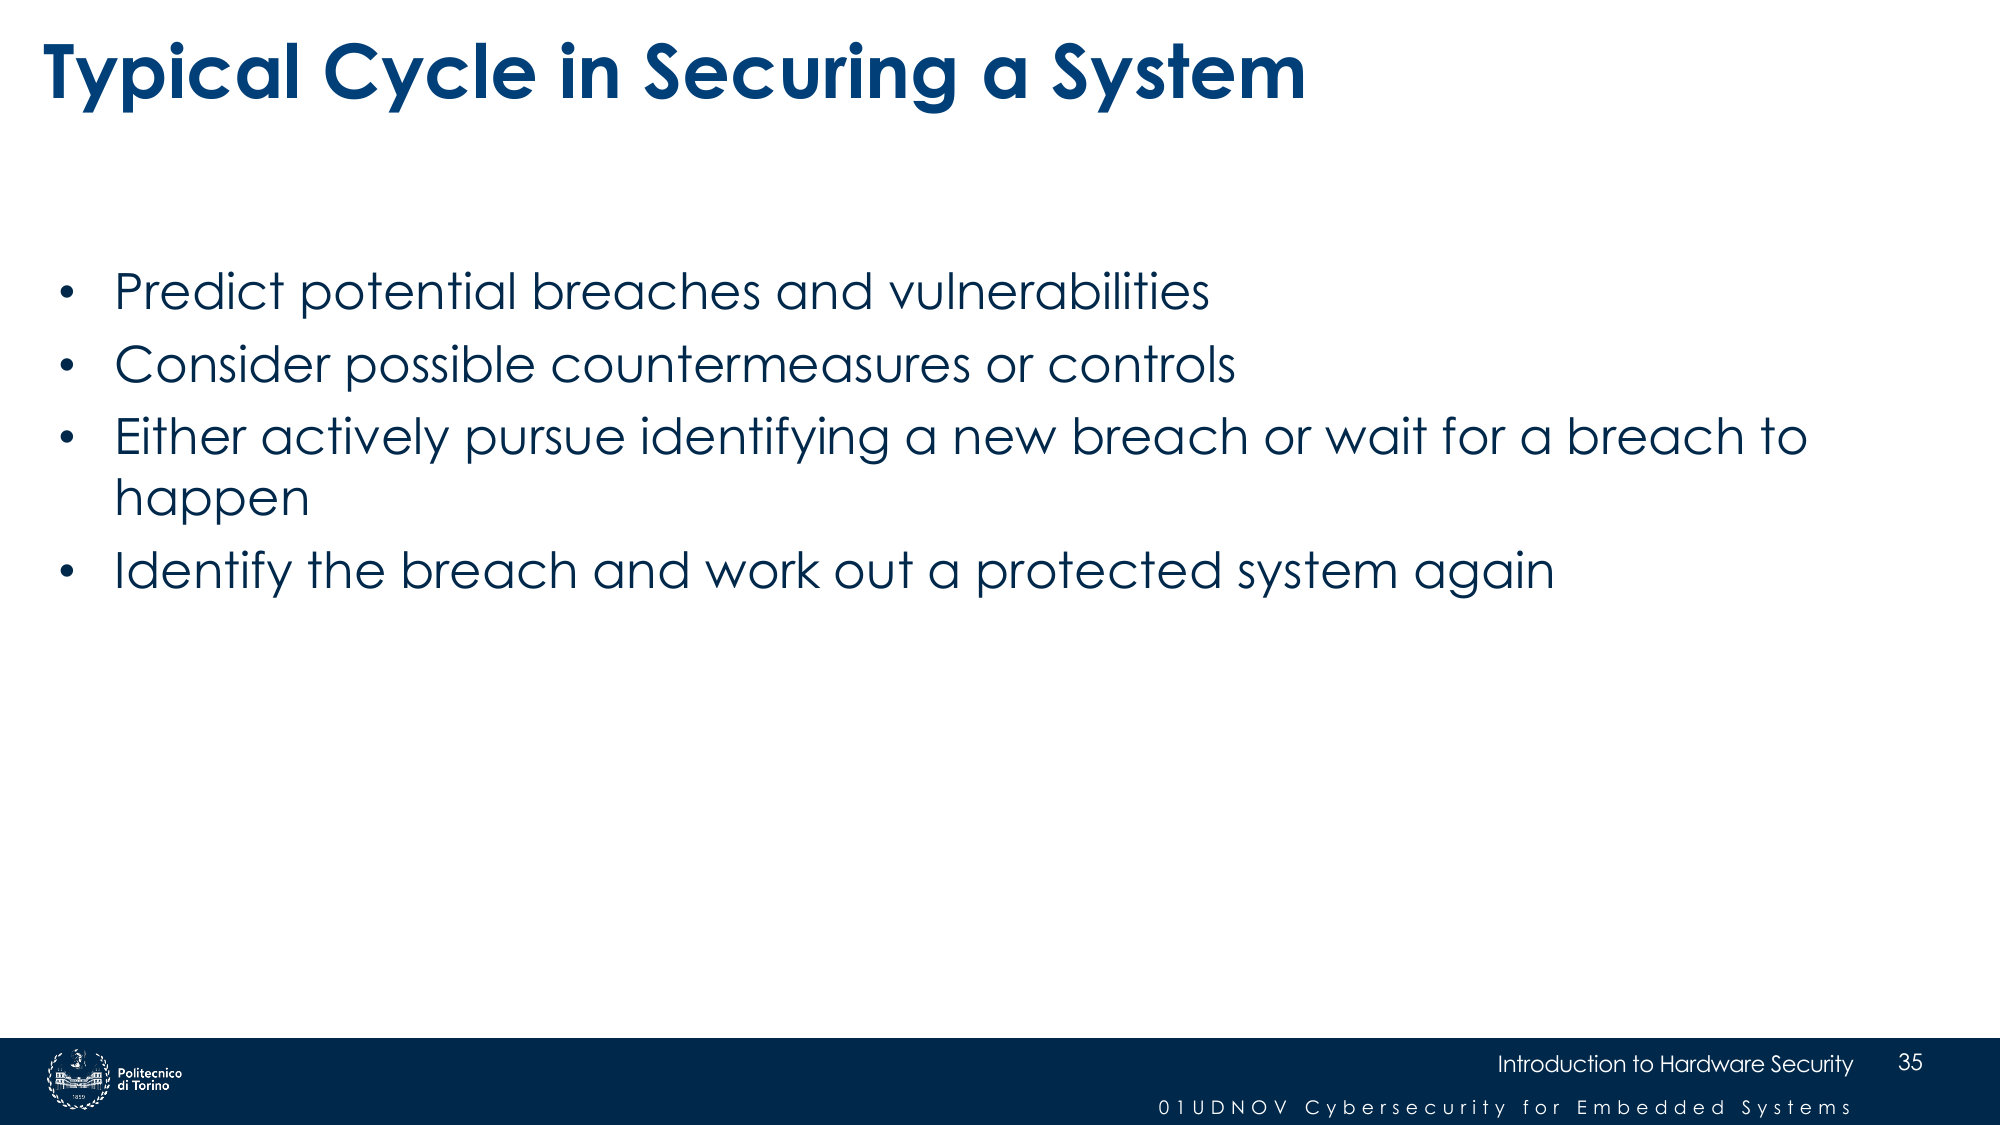 Typical Cycle in Securing a System
• Predict potential breaches and vulnerabilities
• Consider possible countermeasures or controls
• Either actively pursue identifying a new breach or wait for a breach to
happen
• Identify the breach and work out a protected system again
1859
Politecnico
di Torino
Introduction to Hardware Security 35
01UDNOV Cybersecurity for Embedded Systems